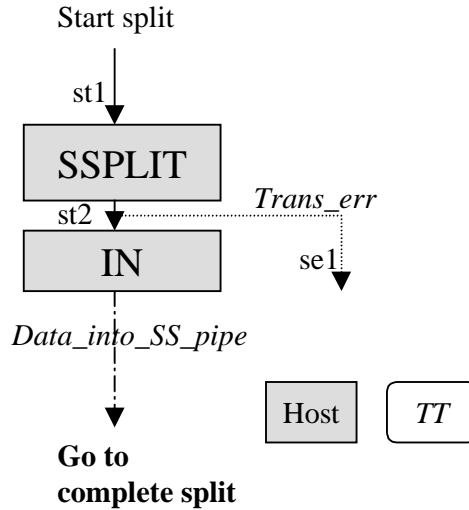 Start split
st1
SSPLIT
Trans_err
st2
se1
IN
Data_into_SS_pipe
Host
TT
Go to
complete split